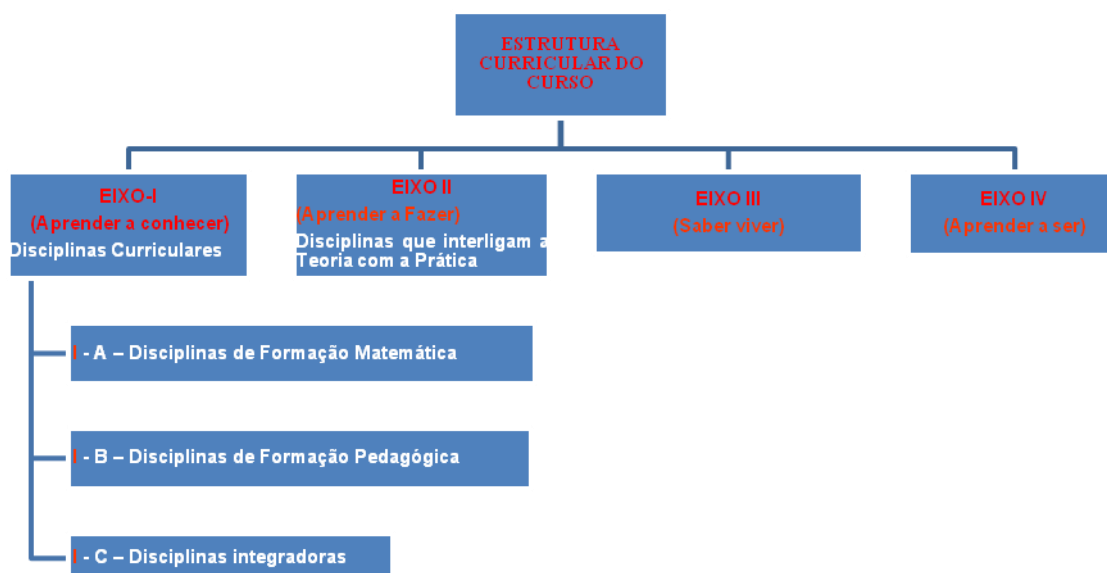 ESTRUTURA
CURRICULAR DO
CURSO
EIXO-I
(Aprender a conhecer)
Disciplinas Curriculares
EIXO II
(Aprender a Fazer)
Disciplinas que interligam a
Teoria com a Prática
EIXO III
(Saber viver)
EIXO IV
(Aprender a ser)
I - A – Disciplinas de Formação Matemática
I - B – Disciplinas de Formação Pedagógica
I - C – Disciplinas integradoras